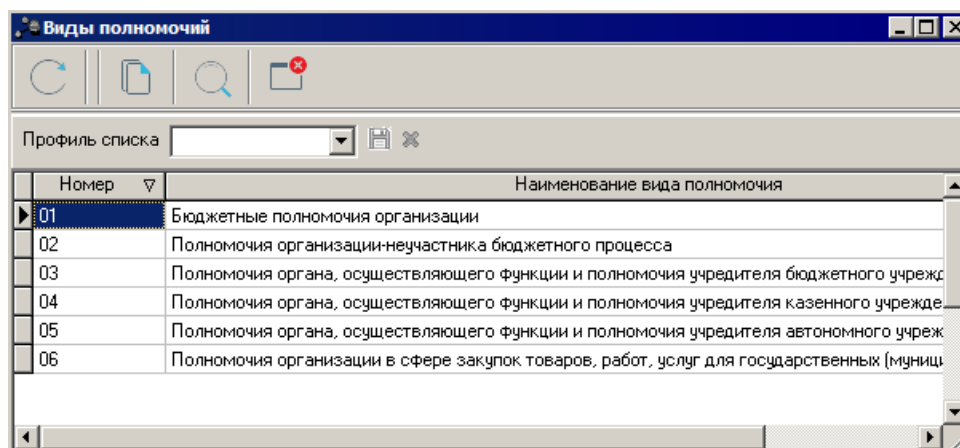 Виды полномочий
Профиль списка
Номер Наименование вида полномочия
01 Бюджетные полномочия организации
02 Полномочия организации-неучастника бюджетного процесса
03 Полномочия органа, осуществляющего функции и полномочия учредителя бюджетного учрежд
04 Полномочия органа, осуществляющего функции и полномочия учредителя казенного учрежде
05 Полномочия органа, осуществляющего функции и полномочия учредителя автономного учреж
06 Полномочия организации в сфере закупок товаров, работ, услуг для государственных (муници